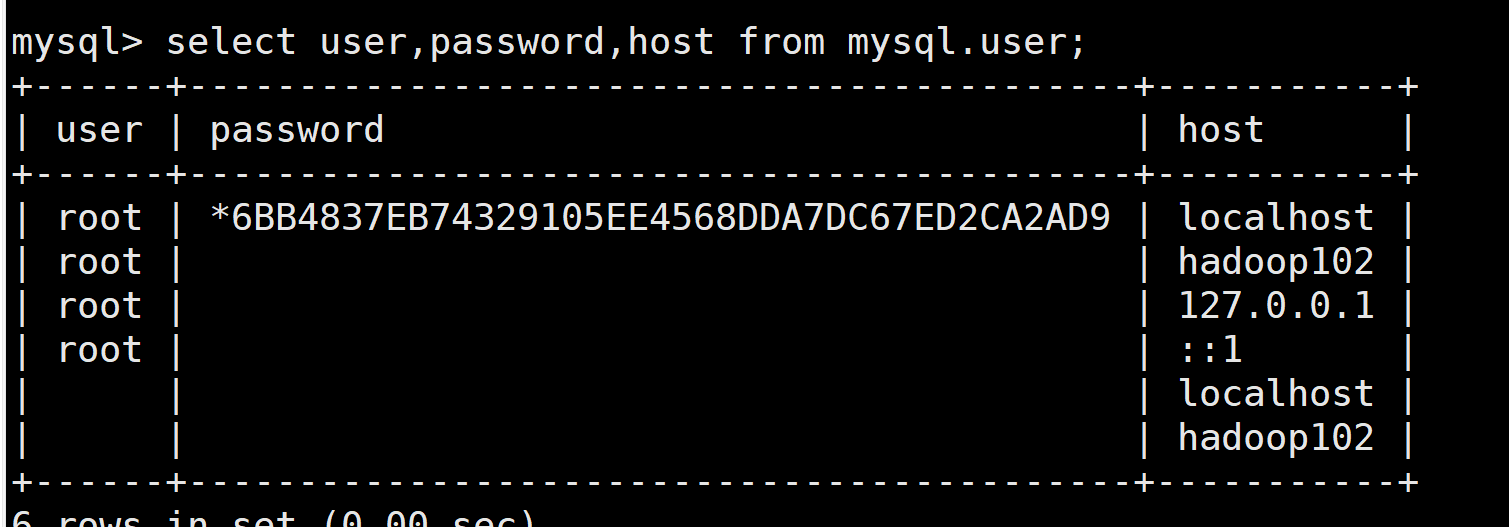 mysql> select user,password,host from mysql.user;
+------+-------------------------------------------+-----------+
| user | password                                  | host      |
+------+-------------------------------------------+-----------+
| root | *6BB4837EB74329105EE4568DDA7DC67ED2CA2AD9 | localhost |
| root |                                           | hadoop102 |
| root |                                           | 127.0.0.1 |
| root |                                           | ::1       |
|      |                                           | localhost |
|      |                                           | hadoop102 |
+------+-------------------------------------------+-----------+
6 rows in set (0.00 sec)